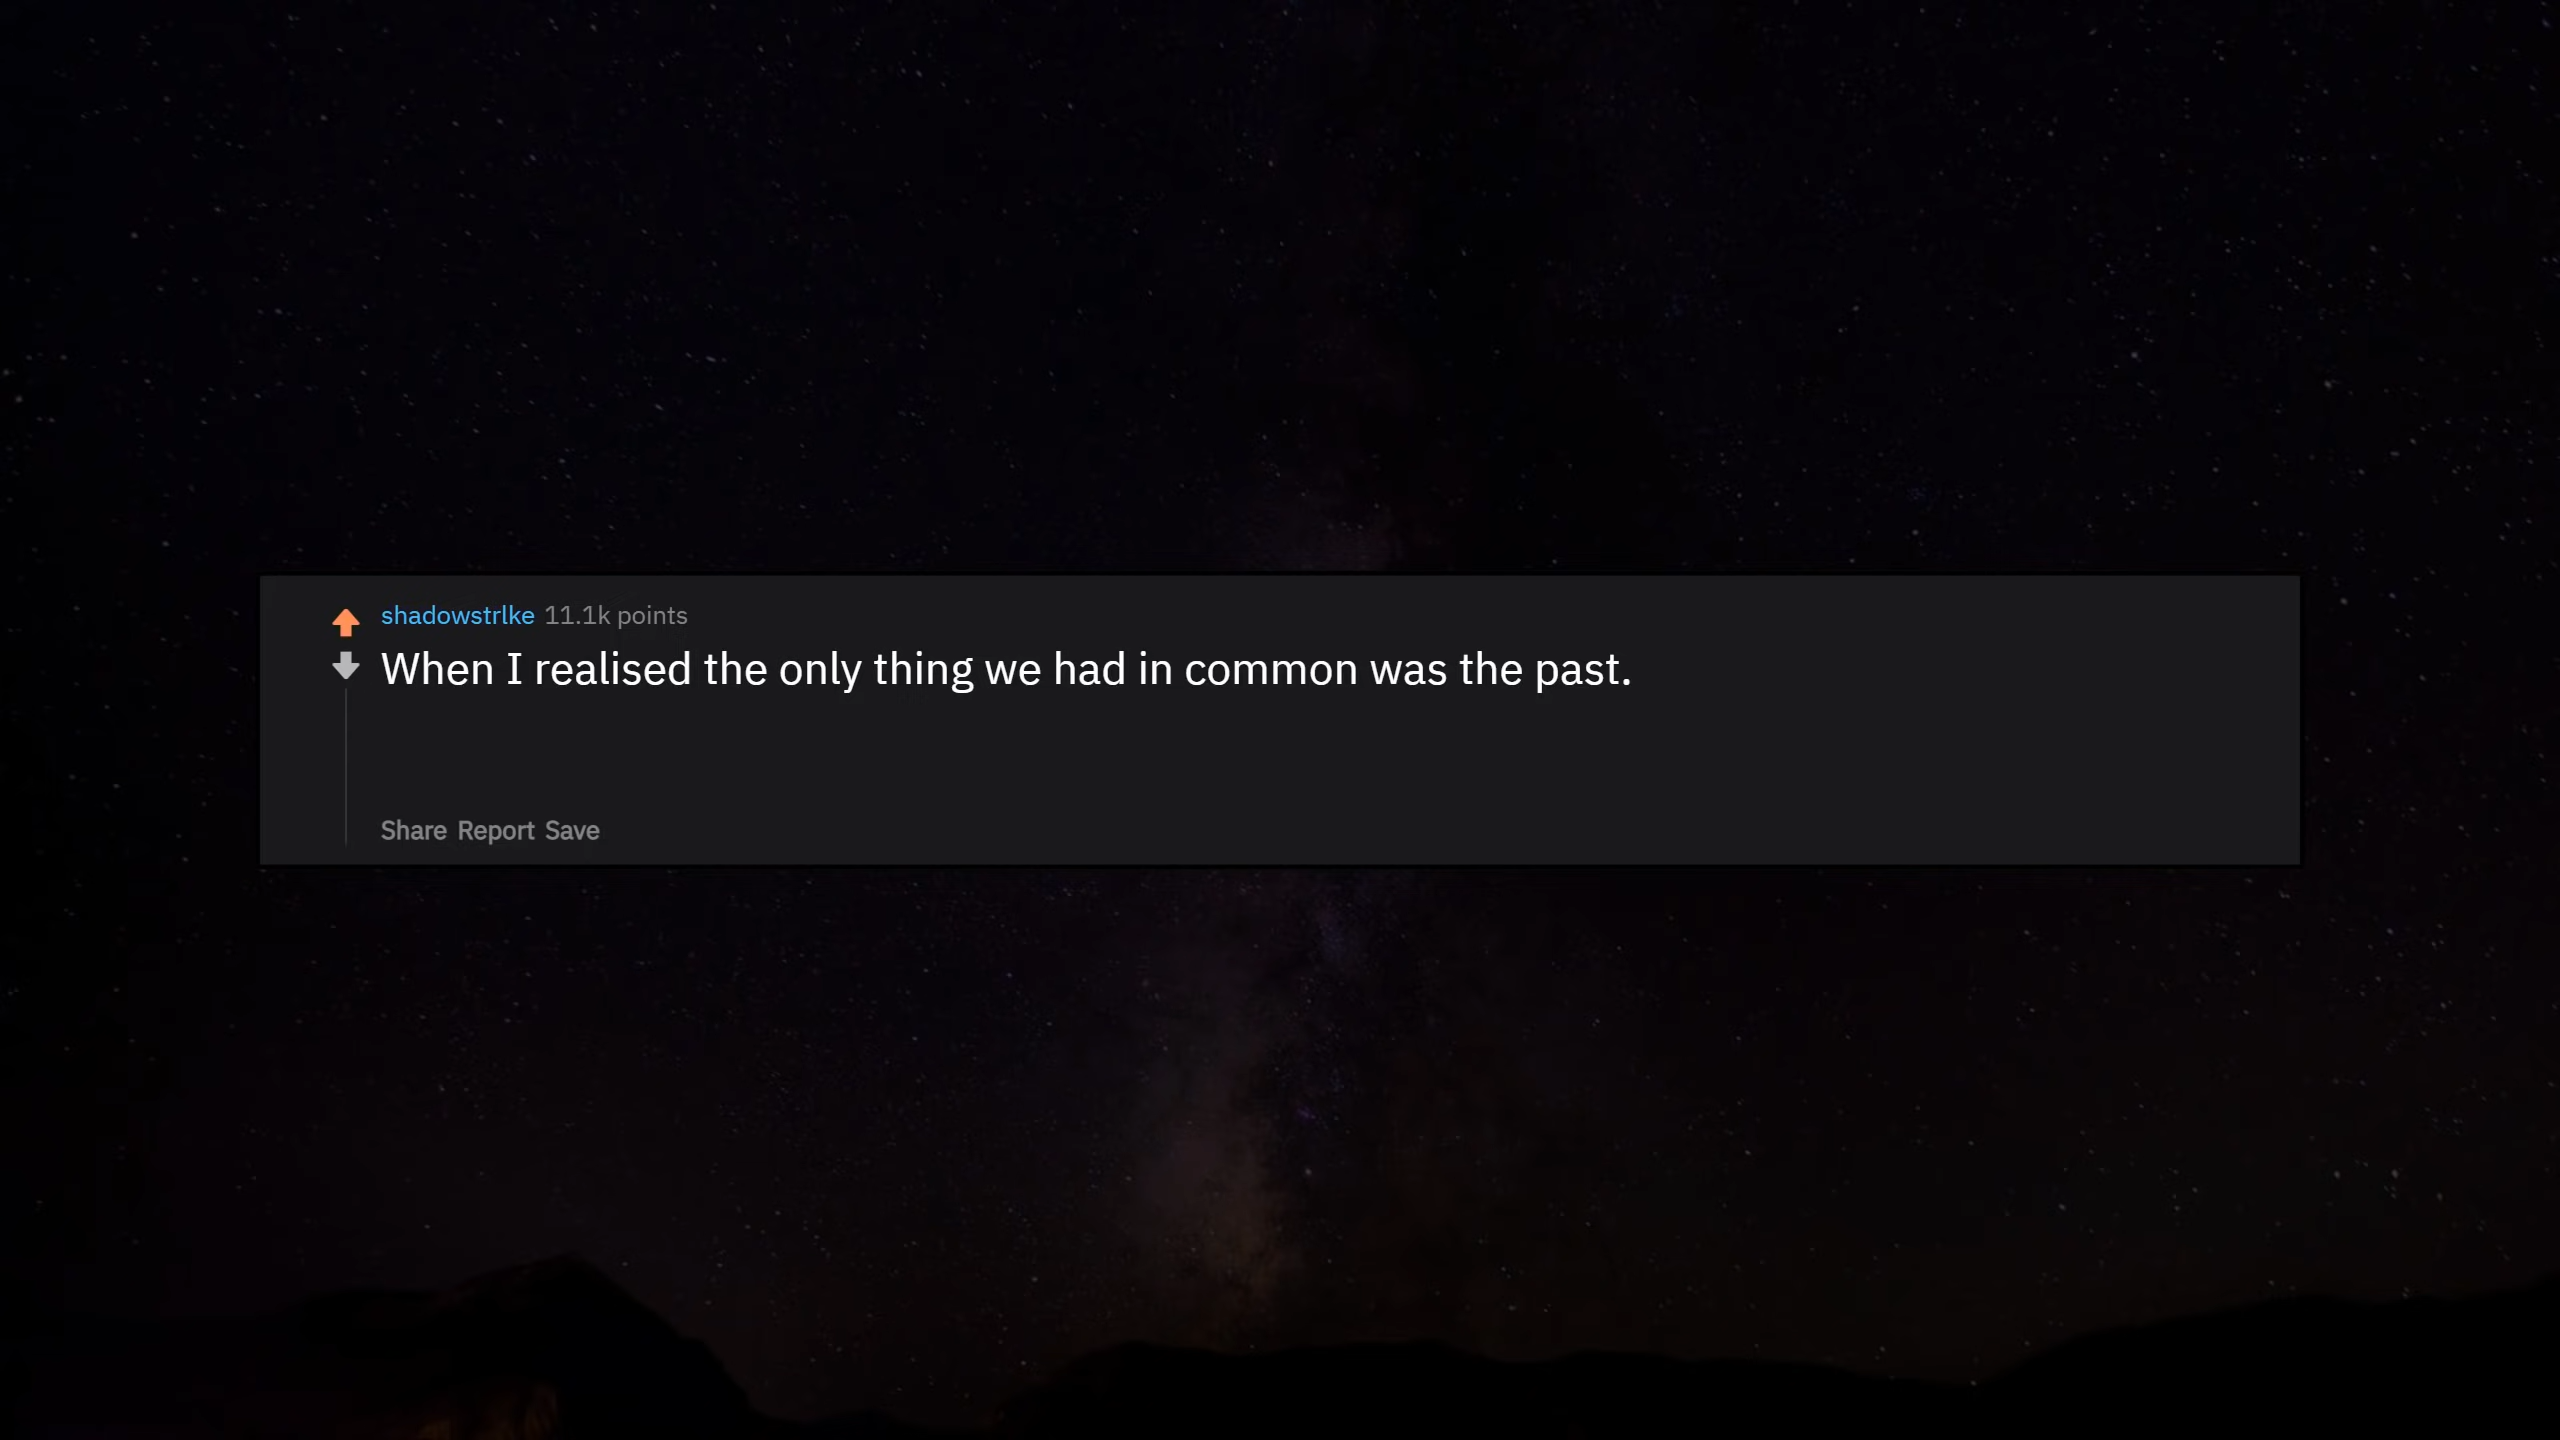 shadowstrlke 11.1k points
When I realised the only thing we had in common was the past.
Share Report Save